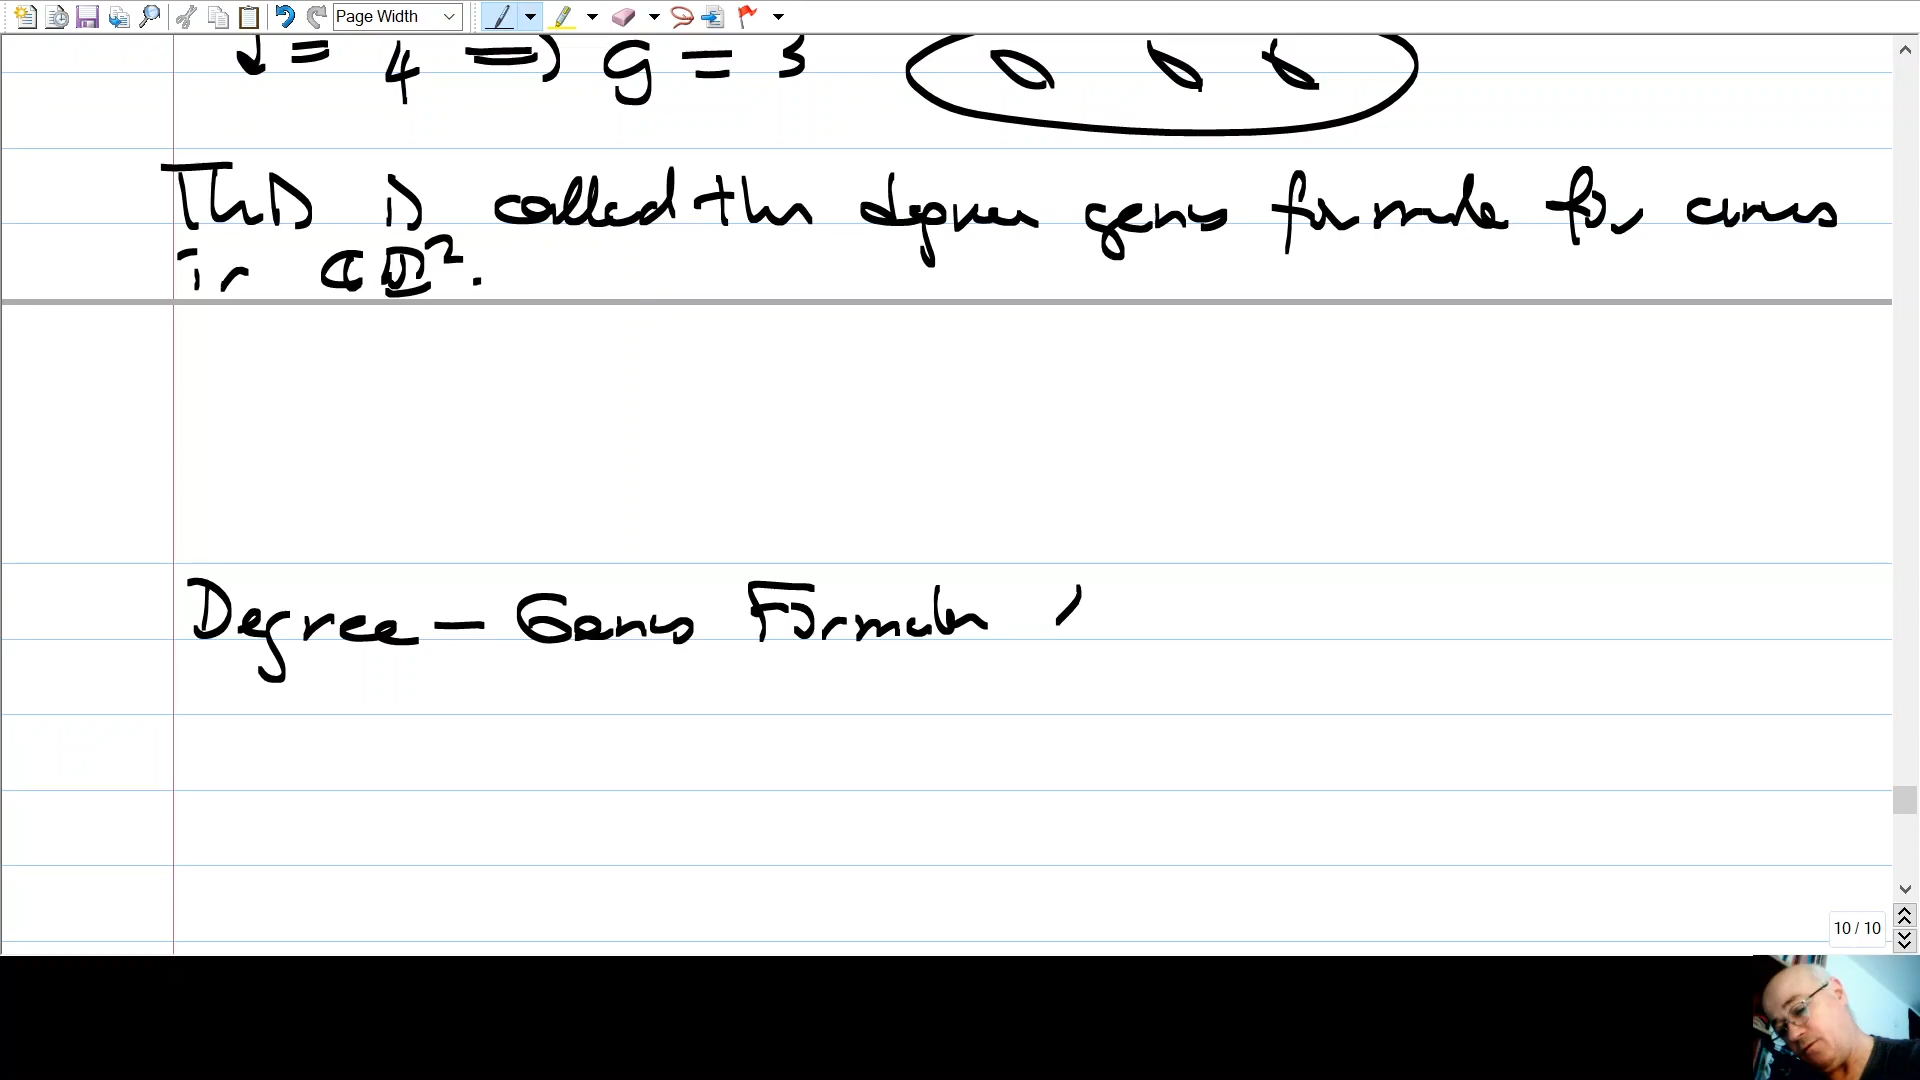 Page Width
d = 4 ⇒ g = 3
This is called the degree genus formula for curves
in ℂℙ².
Degree – Genus Formula
10 / 10